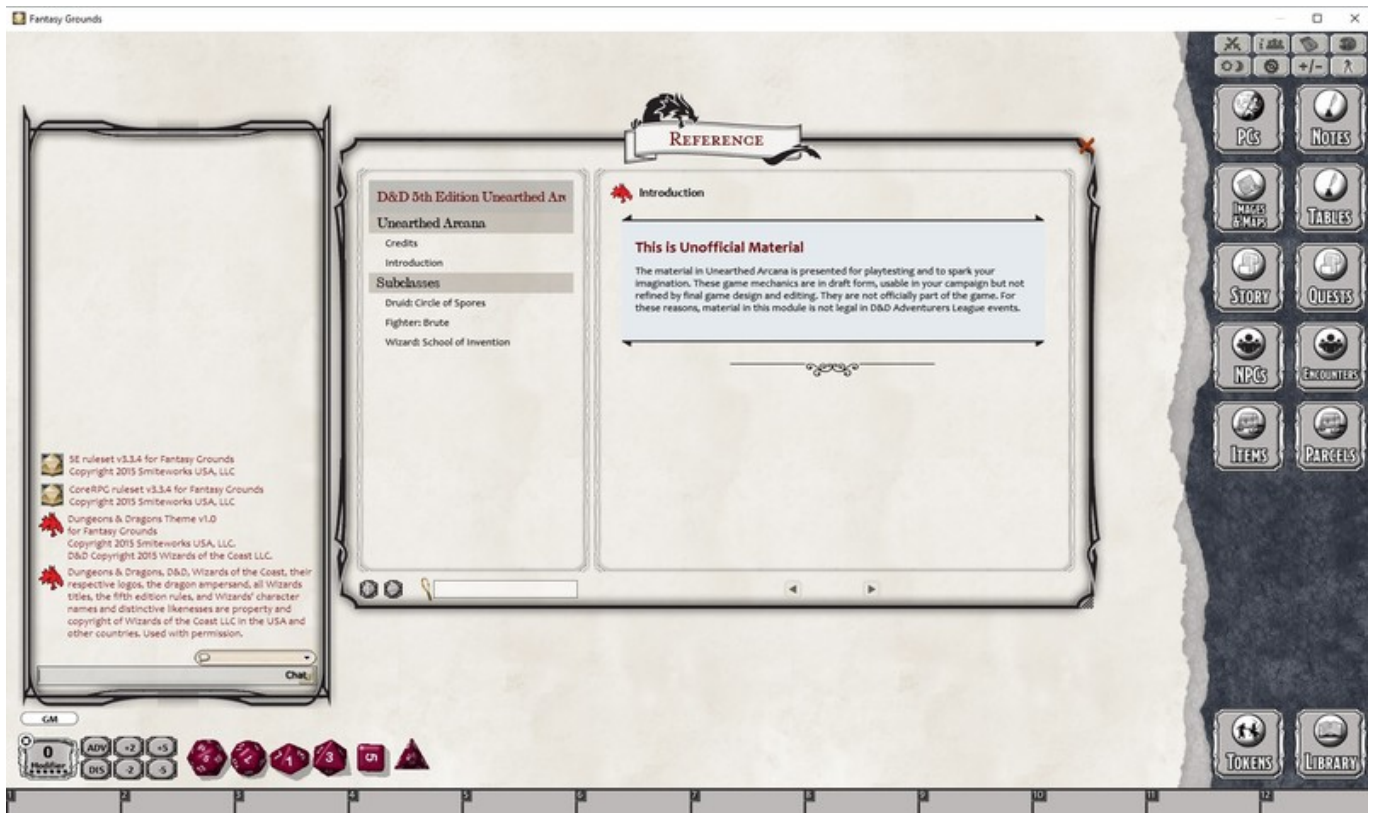 Fantasy Grounds
REFERENCE
D&D 5th Edition Unearthed Arc
Unearthed Arcana
Credits
Introduction
Subclasses
Druid: Circle of Spores
Fighter: Brute
Wizard: School of Invention
Introduction
This is Unofficial Material
The material in Unearthed Arcana is presented for playtesting and to spark your
imagination. These game mechanics are in draft form, usable in your campaign but not
refined by final game design and editing. They are not officially part of the game. For
these reasons, material in this module is not legal in D&D Adventurers League events.
5E ruleset v3.3.4 for Fantasy Grounds
Copyright 2015 Smiteworks USA, LLC
CoreRPG ruleset v3.3.4 for Fantasy Grounds
Copyright 2015 Smiteworks USA, LLC
Dungeons & Dragons Theme v1.0
for Fantasy Grounds
Copyright 2015 Smiteworks USA, LLC.
D&D Copyright 2015 Wizards of the Coast LLC.
Dungeons & Dragons, D&D, Wizards of the Coast, their
respective logos, the dragon ampersand, all Wizards
titles, the fifth edition rules, and Wizards' character
names and distinctive likenesses are property and
copyright of Wizards of the Coast LLC in the USA and
other countries. Used with permission.
Chat
GM
0
Modifier
ADV +2 +5
DIS -2 -5
1 3 5
+/-
PCS NOTES
IMAGES & MAPS TABLES
STORY QUESTS
NPCS ENCOUNTERS
ITEMS PARCELS
TOKENS LIBRARY
1 2 3 4 5 6 7 8 9 10 11 12